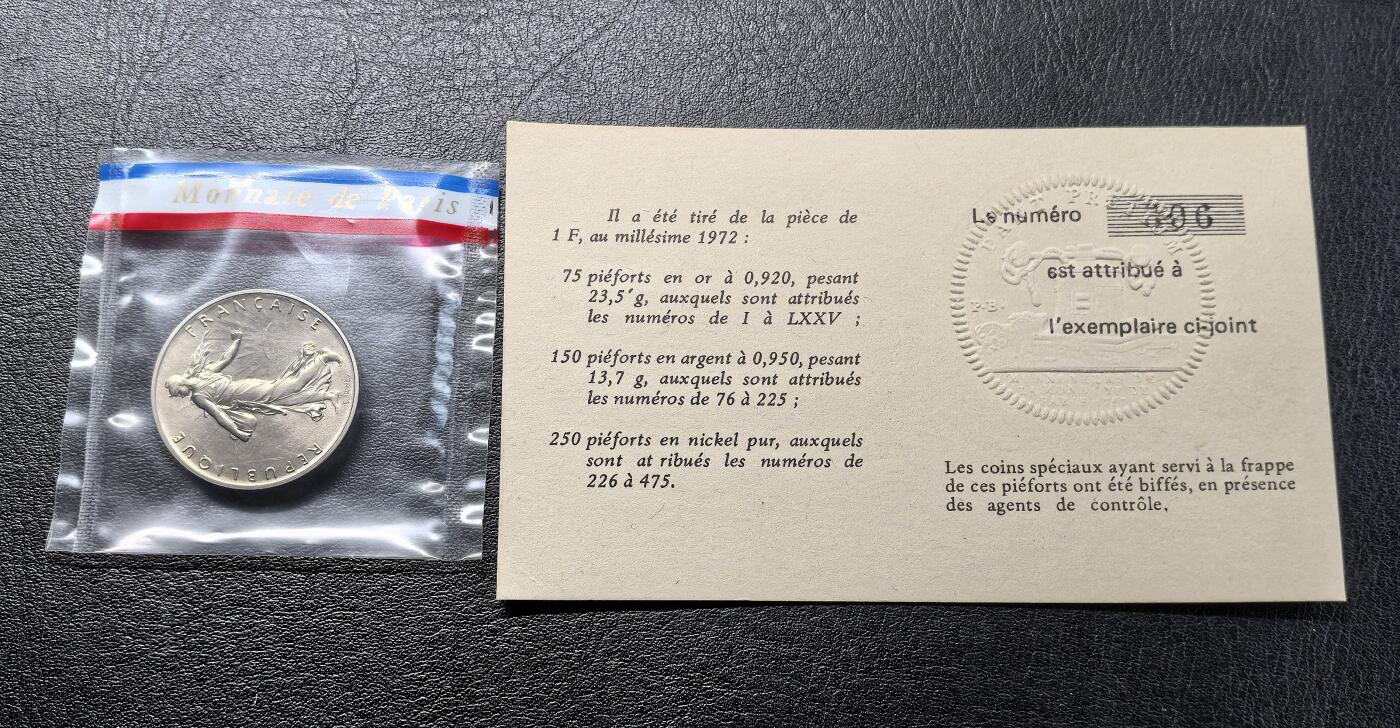 Monnaie de Paris
FRANÇAISE
REPUBLIQUE
Il a été tiré de la pièce de
1 F, au millésime 1972 :
75 piéforts en or à 0,920, pesant
23,5 g, auxquels sont attribués
les numéros de I à LXXV ;
150 piéforts en argent à 0,950, pesant
13,7 g, auxquels sont attribués
les numéros de 76 à 225 ;
250 piéforts en nickel pur, auxquels
sont at ribués les numéros de
226 à 475.
Le numéro
est attribué à
l'exemplaire ci-joint
P.B.
Les coins spéciaux ayant servi à la frappe
de ces piéforts ont été biffés, en présence
des agents de contrôle.